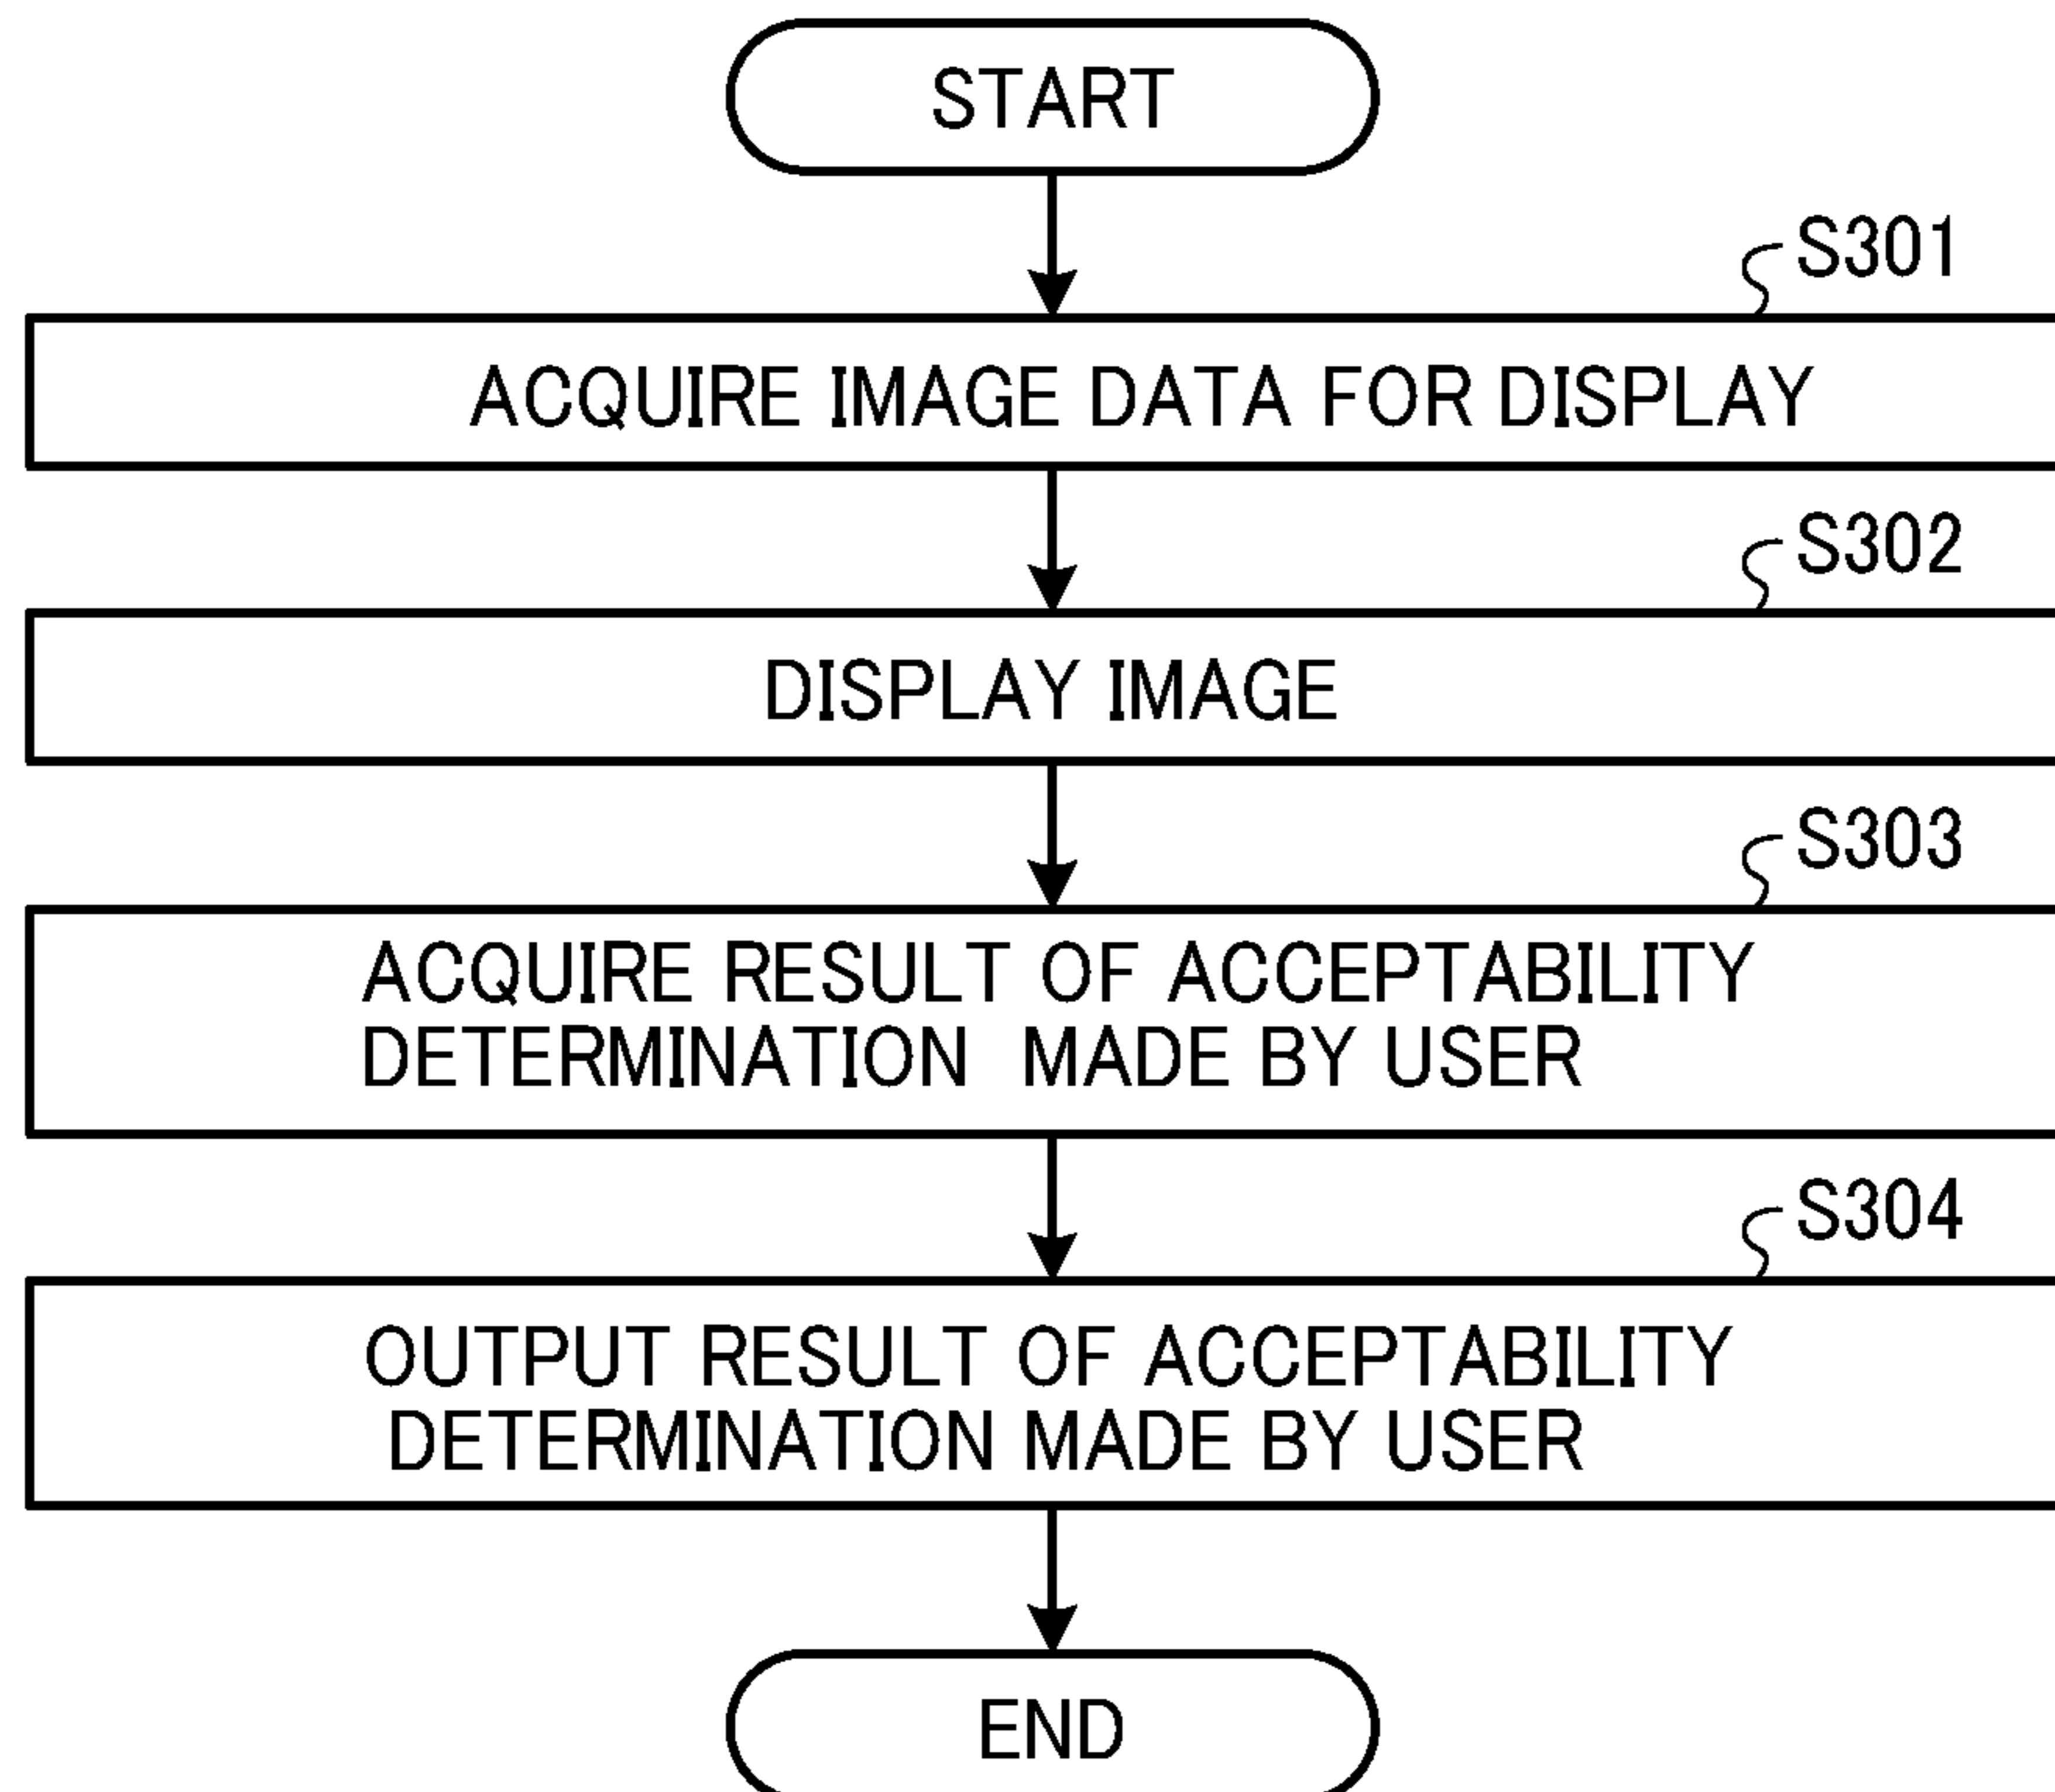 START
S301
ACQUIRE IMAGE DATA FOR DISPLAY
S302
DISPLAY IMAGE
S303
ACQUIRE RESULT OF ACCEPTABILITY
DETERMINATION MADE BY USER
S304
OUTPUT RESULT OF ACCEPTABILITY
DETERMINATION MADE BY USER
END